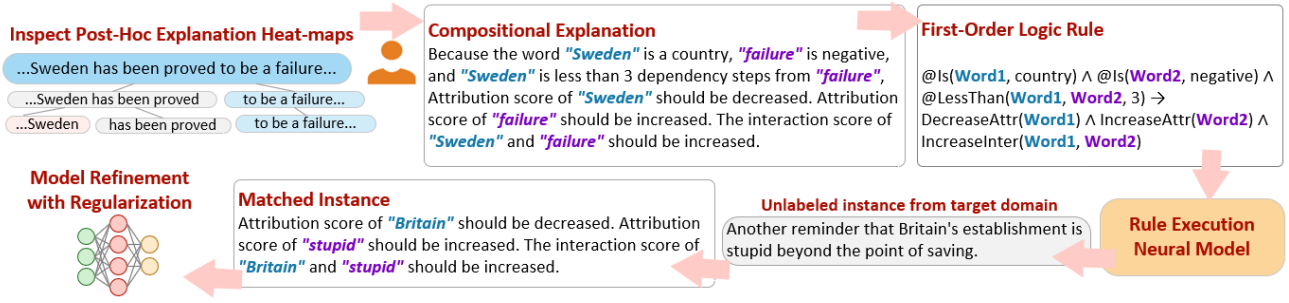 Inspect Post-Hoc Explanation Heat-maps
...Sweden has been proved to be a failure...
...Sweden has been proved
to be a failure...
...Sweden
has been proved
to be a failure...
Compositional Explanation
Because the word "Sweden" is a country, "failure" is negative,
and "Sweden" is less than 3 dependency steps from "failure",
Attribution score of "Sweden" should be decreased. Attribution
score of "failure" should be increased. The interaction score of
"Sweden" and "failure" should be increased.
First-Order Logic Rule
@Is(Word1, country) ∧ @Is(Word2, negative) ∧
@LessThan(Word1, Word2, 3) →
DecreaseAttr(Word1) ∧ IncreaseAttr(Word2) ∧
IncreaseInter(Word1, Word2)
Rule Execution
Neural Model
Unlabeled instance from target domain
Another reminder that Britain's establishment is
stupid beyond the point of saving.
Matched Instance
Attribution score of "Britain" should be decreased. Attribution
score of "stupid" should be increased. The interaction score of
"Britain" and "stupid" should be increased.
Model Refinement
with Regularization